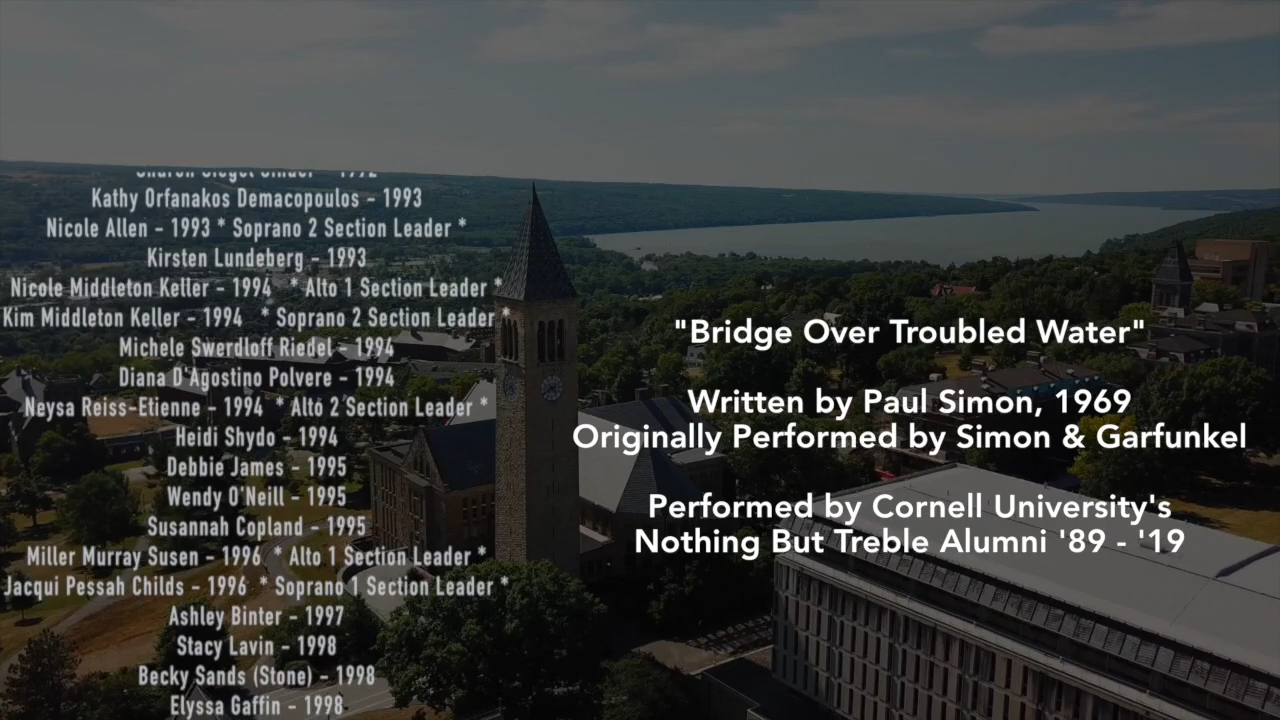 Kathy Orfanakos Demacopoulos – 1993
Nicole Allen – 1993 * Soprano 2 Section Leader *
Kirsten Lundeberg – 1993
Nicole Middleton Keller – 1994 * Alto 1 Section Leader *
Kim Middleton Keller – 1994 * Soprano 2 Section Leader *
Michele Swerdloff Riedel – 1994
Diana D'Agostino Polvere – 1994
Neysa Reiss-Etienne – 1994 * Alto 2 Section Leader *
Heidi Shydo – 1994
Debbie James – 1995
Wendy O'Neill – 1995
Susannah Copland – 1995
Miller Murray Susen – 1996 * Alto 1 Section Leader *
Jacqui Pessah Childs – 1996 * Soprano 1 Section Leader *
Ashley Binter – 1997
Stacy Lavin – 1998
Becky Sands (Stone) – 1998
Elyssa Gaffin – 1998
"Bridge Over Troubled Water"
Written by Paul Simon, 1969
Originally Performed by Simon & Garfunkel
Performed by Cornell University's
Nothing But Treble Alumni '89 - '19